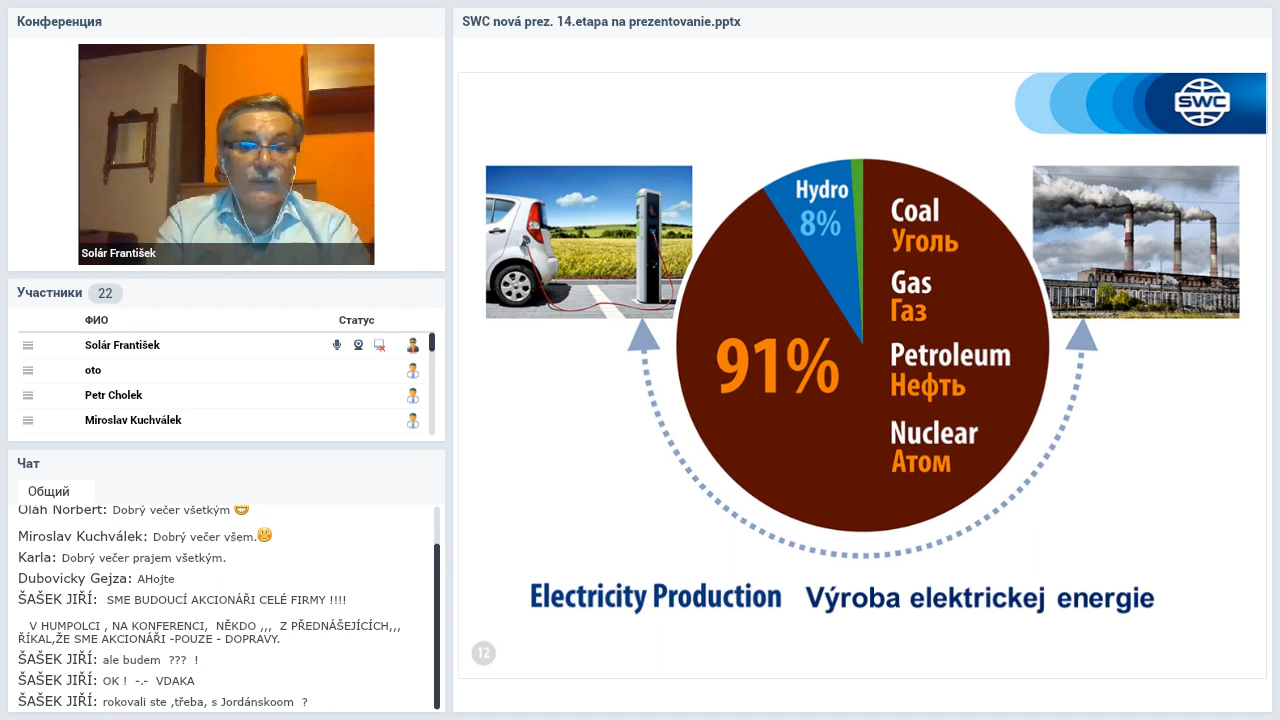 Конференция
Solár František
Участники 22
ФИО Статус
Solár František
oto
Petr Cholek
Miroslav Kuchválek
Чат
Общий
Olah Norbert: Dobrý večer všetkým
Miroslav Kuchválek: Dobrý večer všem.
Karla: Dobrý večer prajem všetkým.
Dubovicky Gejza: AHojte
ŠAŠEK JIŘÍ: SME BUDOUCÍ AKCIONÁŘI CELÉ FIRMY !!!!
V HUMPOLCI , NA KONFERENCI, NĚKDO ,,, Z PŘEDNÁŠEJÍCÍCH,,,
ŘÍKAL,ŽE SME AKCIONÁŘI -POUZE - DOPRAVY.
ŠAŠEK JIŘÍ: ale budem ??? !
ŠAŠEK JIŘÍ: OK ! -.- VDAKA
ŠAŠEK JIŘÍ: rokovali ste ,třeba, s Jordánskoom ?
SWC nová prez. 14.etapa na prezentovanie.pptx
SWC
Hydro
8%
91%
Coal
Уголь
Gas
Газ
Petroleum
Нефть
Nuclear
Атом
Electricity Production Výroba elektrickej energie
12